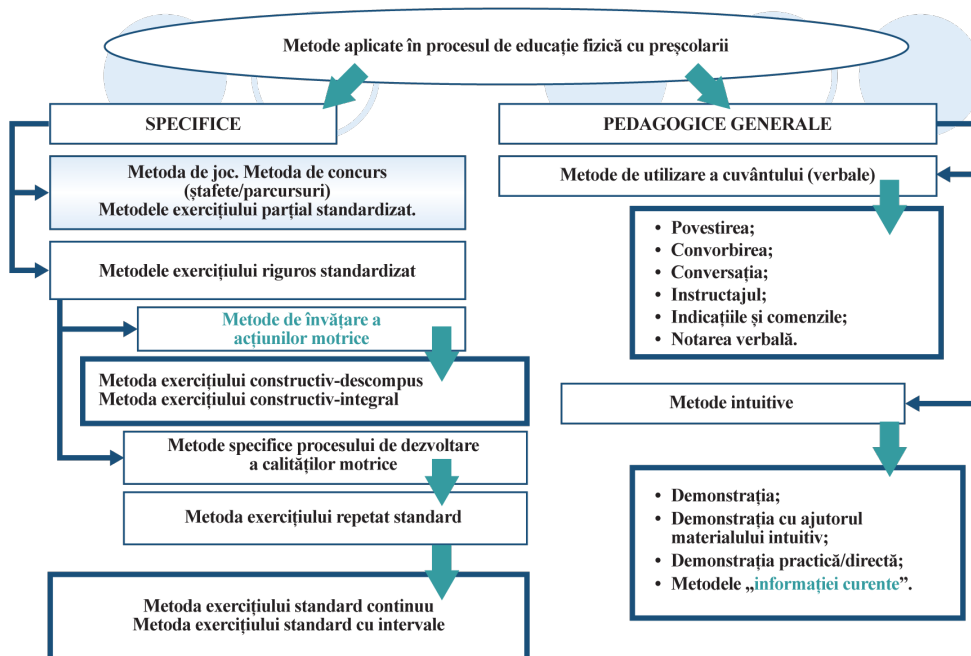 Metode aplicate în procesul de educație fizică cu preșcolarii
SPECIFICE
Metoda de joc. Metoda de concurs
(ștafete/parcursuri)
Metodele exercițiului parțial standardizat.
Metodele exercițiului riguros standardizat
Metode de învățare a
acțiunilor motrice
Metoda exercițiului constructiv-descompus
Metoda exercițiului constructiv-integral
Metode specifice procesului de dezvoltare
a calităților motrice
Metoda exercițiului repetat standard
Metoda exercițiului standard continuu
Metoda exercițiului standard cu intervale
PEDAGOGICE GENERALE
Metode de utilizare a cuvântului (verbale)
• Povestirea;
• Convorbirea;
• Conversația;
• Instructajul;
• Indicațiile și comenzile;
• Notarea verbală.
Metode intuitive
• Demonstrația;
• Demonstrația cu ajutorul
materialului intuitiv;
• Demonstrația practică/directă;
• Metodele „informației curente”.